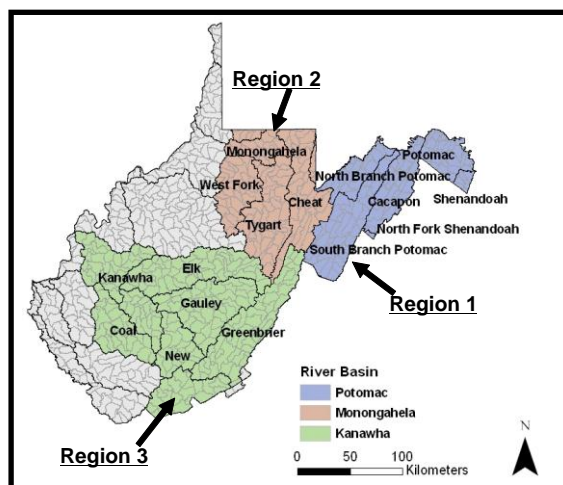 Region 2
Monongahela
Potomac
West Fork
North Branch Potomac
Cheat
Cacapon
Shenandoah
Tygart
North Fork Shenandoah
South Branch Potomac
Elk
Kanawha
Gauley
Region 1
Coal
Greenbrier
New
River Basin
Potomac
Monongahela
Kanawha
N
Region 3
0 50 100
Kilometers